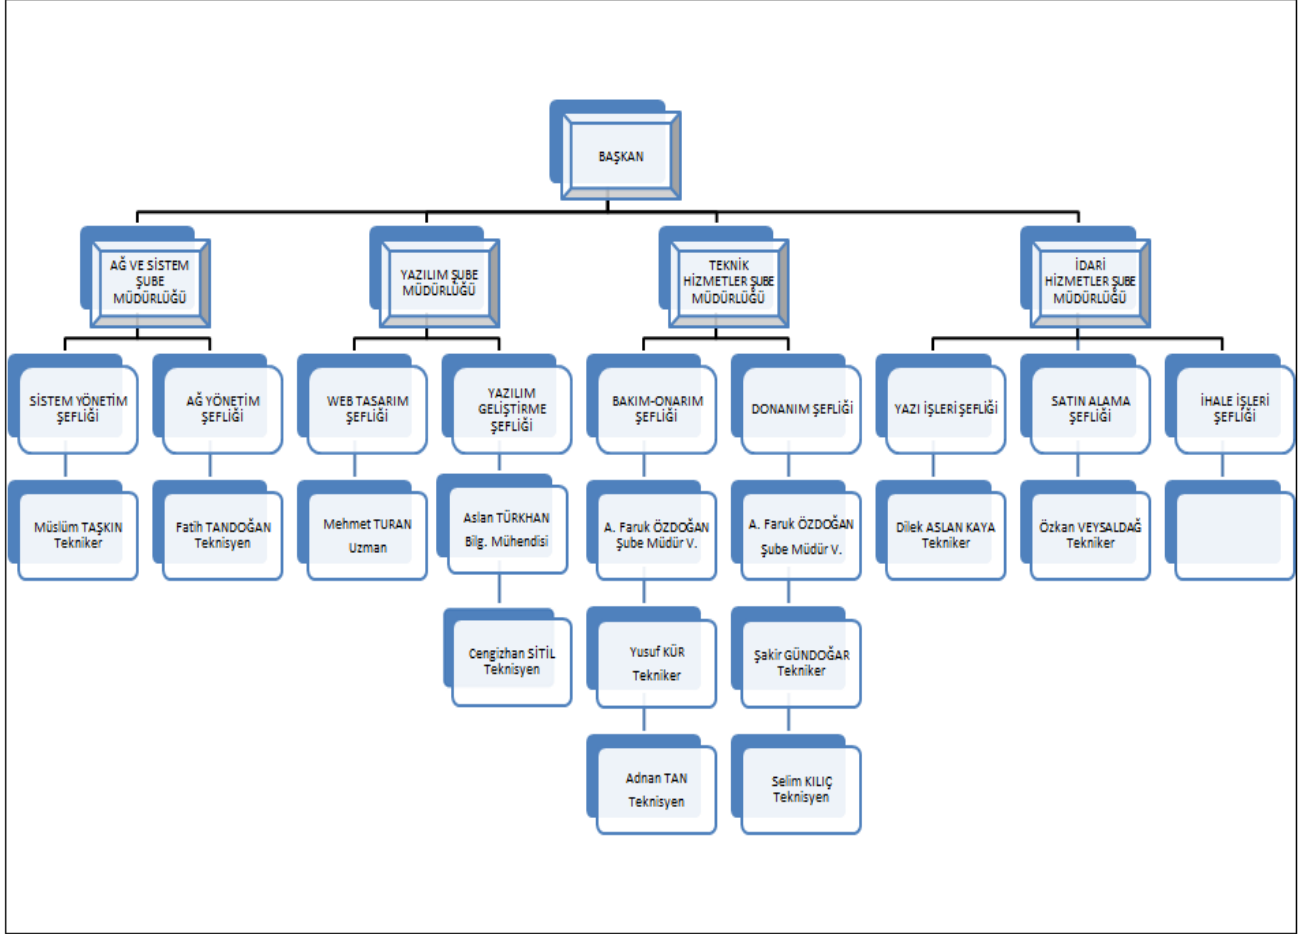 BAŞKAN
AĞ VE SİSTEM
ŞUBE
MÜDÜRLÜĞÜ
YAZILIM ŞUBE
MÜDÜRLÜĞÜ
TEKNİK
HİZMETLER ŞUBE
MÜDÜRLÜĞÜ
İDARİ
HİZMETLER ŞUBE
MÜDÜRLÜĞÜ
SİSTEM YÖNETİM
ŞEFLİĞİ
AĞ YÖNETİM
ŞEFLİĞİ
WEB TASARIM
ŞEFLİĞİ
YAZILIM
GELİŞTİRME
ŞEFLİĞİ
BAKIM-ONARIM
ŞEFLİĞİ
DONANIM ŞEFLİĞİ
YAZI İŞLERİ ŞEFLİĞİ
SATIN ALAMA
ŞEFLİĞİ
İHALE İŞLERİ
ŞEFLİĞİ
Müslüm TAŞKIN
Tekniker
Fatih TANDOĞAN
Teknisyen
Mehmet TURAN
Uzman
Aslan TÜRKHAN
Bilg. Mühendisi
A. Faruk ÖZDOĞAN
Şube Müdür V.
A. Faruk ÖZDOĞAN
Şube Müdür V.
Dilek ASLAN KAYA
Tekniker
Özkan VEYSALDAĞ
Tekniker
Cengizhan SİTİL
Teknisyen
Yusuf KÜR
Tekniker
Şakir GÜNDOĞAR
Tekniker
Adnan TAN
Teknisyen
Selim KILIÇ
Teknisyen